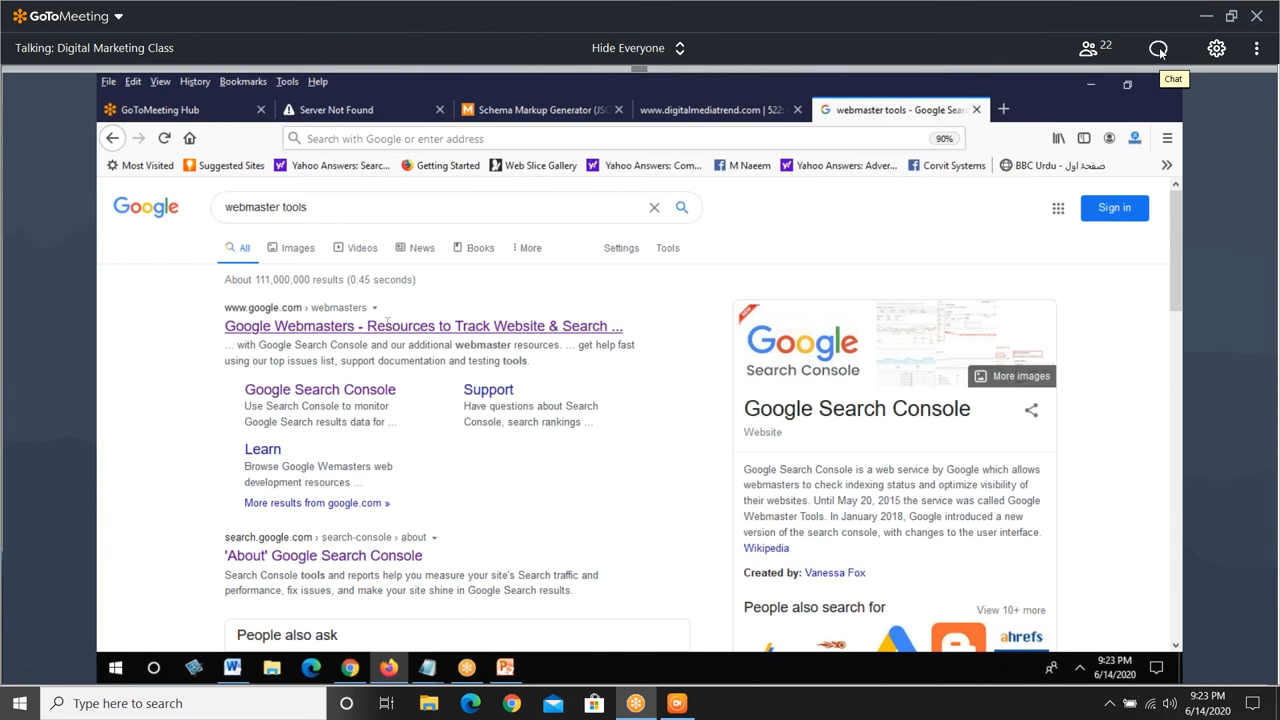 GoToMeeting
Talking: Digital Marketing Class
Hide Everyone
22
Chat
File Edit View History Bookmarks Tools Help
GoToMeeting Hub
Server Not Found
Schema Markup Generator (JSO
www.digitalmediatrend.com | 522:
webmaster tools - Google Sear
Search with Google or enter address
90%
Most Visited
Suggested Sites
Yahoo Answers: Searc...
Getting Started
Web Slice Gallery
Yahoo Answers: Com...
M Naeem
Yahoo Answers: Adver...
Corvit Systems
BBC Urdu - صفحۂ اول
Google
webmaster tools
Sign in
All Images Videos News Books More Settings Tools
About 111,000,000 results (0.45 seconds)
www.google.com › webmasters
Google Webmasters - Resources to Track Website & Search ...
... with Google Search Console and our additional webmaster resources. ... get help fast
using our top issues list, support documentation and testing tools.
Google Search Console
Use Search Console to monitor
Google Search results data for ...
Support
Have questions about Search
Console, search rankings ...
Learn
Browse Google Wemasters web
development resources ...
More results from google.com »
search.google.com › search-console › about
'About' Google Search Console
Search Console tools and reports help you measure your site's Search traffic and
performance, fix issues, and make your site shine in Google Search results.
People also ask
Google
Search Console
More images
Google Search Console
Website
Google Search Console is a web service by Google which allows
webmasters to check indexing status and optimize visibility of
their websites. Until May 20, 2015 the service was called Google
Webmaster Tools. In January 2018, Google introduced a new
version of the search console, with changes to the user interface.
Wikipedia
Created by: Vanessa Fox
People also search for
View 10+ more
ahrefs
9:23 PM
6/14/2020
Type here to search
9:23 PM
6/14/2020